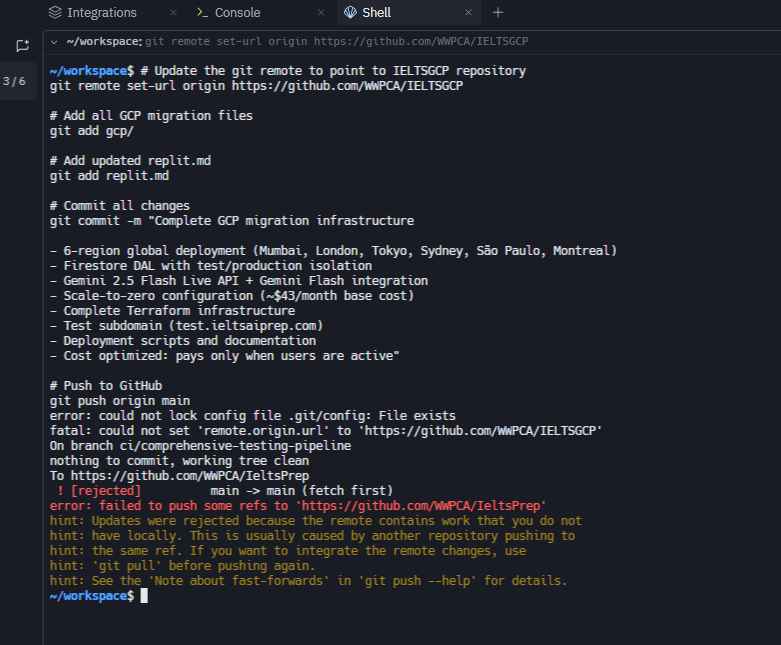 Integrations
Console
Shell
~/workspace: git remote set-url origin https://github.com/WWPCA/IELTSGCP
3 / 6
~/workspace$ # Update the git remote to point to IELTSGCP repository
git remote set-url origin https://github.com/WWPCA/IELTSGCP

# Add all GCP migration files
git add gcp/

# Add updated replit.md
git add replit.md

# Commit all changes
git commit -m "Complete GCP migration infrastructure

- 6-region global deployment (Mumbai, London, Tokyo, Sydney, São Paulo, Montreal)
- Firestore DAL with test/production isolation
- Gemini 2.5 Flash Live API + Gemini Flash integration
- Scale-to-zero configuration (~$43/month base cost)
- Complete Terraform infrastructure
- Test subdomain (test.ieltsaiprep.com)
- Deployment scripts and documentation
- Cost optimized: pays only when users are active"

# Push to GitHub
git push origin main
error: could not lock config file .git/config: File exists
fatal: could not set 'remote.origin.url' to 'https://github.com/WWPCA/IELTSGCP'
On branch ci/comprehensive-testing-pipeline
nothing to commit, working tree clean
To https://github.com/WWPCA/IeltsPrep
 ! [rejected]        main -> main (fetch first)
error: failed to push some refs to 'https://github.com/WWPCA/IeltsPrep'
hint: Updates were rejected because the remote contains work that you do not
hint: have locally. This is usually caused by another repository pushing to
hint: the same ref. If you want to integrate the remote changes, use
hint: 'git pull' before pushing again.
hint: See the 'Note about fast-forwards' in 'git push --help' for details.
~/workspace$